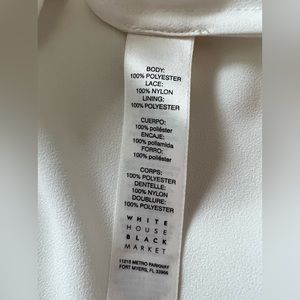 BODY:
100% POLYESTER
LACE:
100% NYLON
LINING:
100% POLYESTER
CUERPO:
100% poliéster
ENCAJE:
100% poliamida
FORRO:
100% poliéster
CORPS:
100% POLYESTER
DENTELLE:
100% NYLON
DOUBLURE:
100% POLYESTER
WHITE
HOUSE
BLACK
MARKET
11215 METRO PARKWAY
FORT MYERS, FL 33966